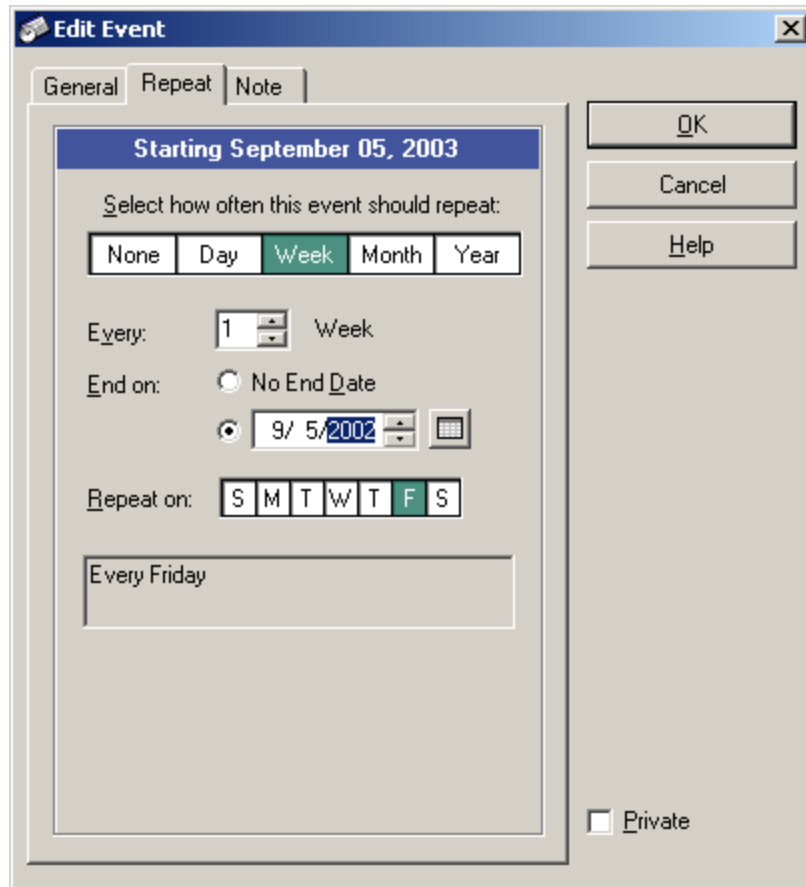 Edit Event
General Repeat Note
Starting September 05, 2003
Select how often this event should repeat:
None Day Week Month Year
Every: 1 Week
End on: No End Date
9/ 5/2002
Repeat on: S M T W T F S
Every Friday
OK
Cancel
Help
Private